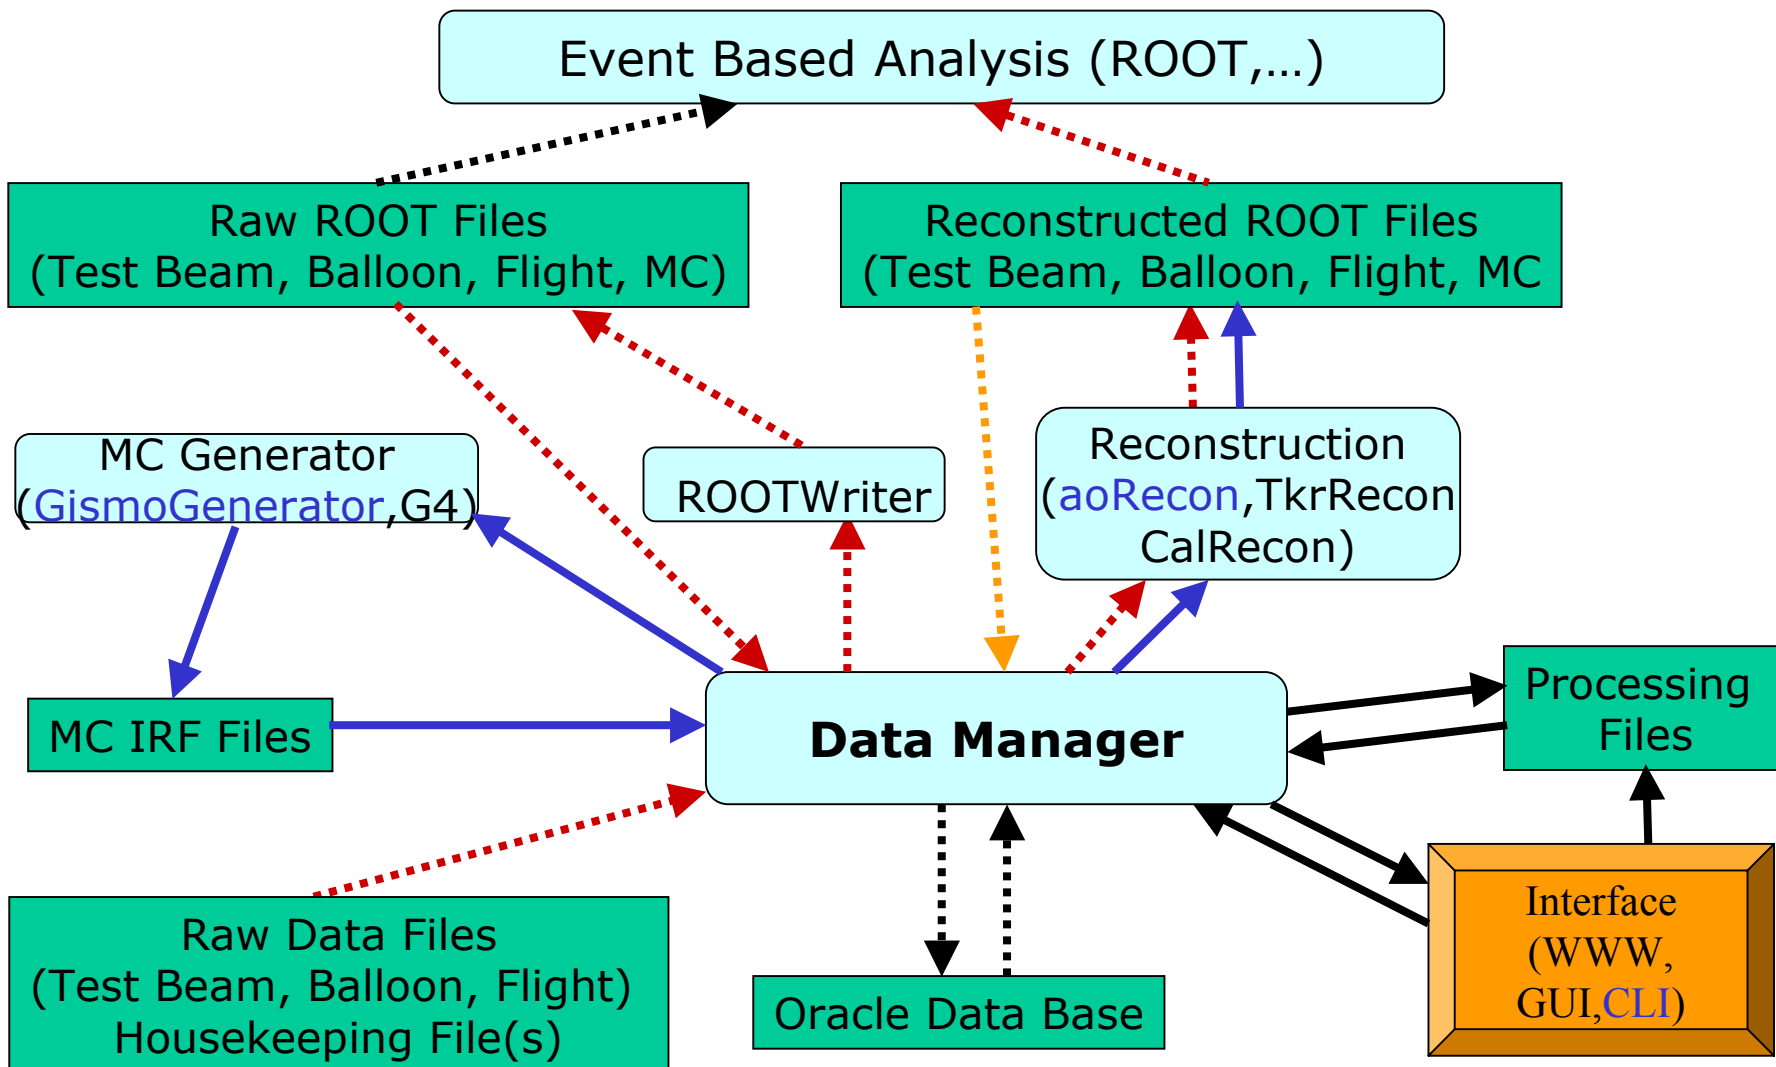 Event Based Analysis (ROOT,…)
Raw ROOT Files
(Test Beam, Balloon, Flight, MC)
Reconstructed ROOT Files
(Test Beam, Balloon, Flight, MC
MC Generator
(GismoGenerator,G4)
ROOTWriter
Reconstruction
(aoRecon,TkrRecon
CalRecon)
MC IRF Files
Data Manager
Processing
Files
Raw Data Files
(Test Beam, Balloon, Flight)
Housekeeping File(s)
Oracle Data Base
Interface
(WWW,
GUI,CLI)